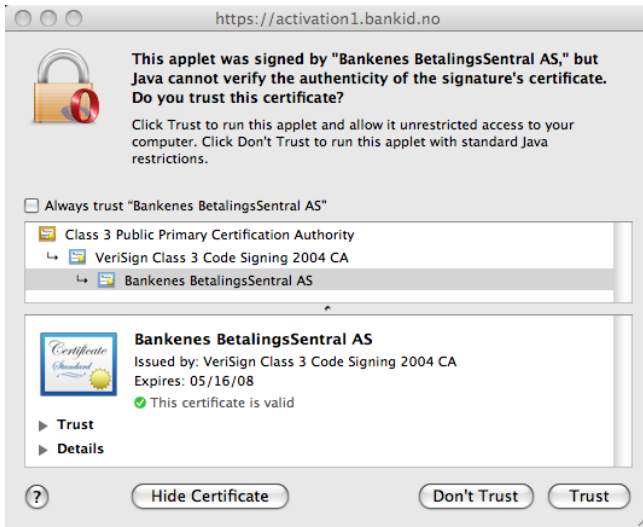 https://activation1.bankid.no
This applet was signed by "Bankenes BetalingsSentral AS," but
Java cannot verify the authenticity of the signature's certificate.
Do you trust this certificate?
Click Trust to run this applet and allow it unrestricted access to your
computer. Click Don't Trust to run this applet with standard Java
restrictions.
Always trust "Bankenes BetalingsSentral AS"
Class 3 Public Primary Certification Authority
VeriSign Class 3 Code Signing 2004 CA
Bankenes BetalingsSentral AS
Certificate
Standard
Bankenes BetalingsSentral AS
Issued by: VeriSign Class 3 Code Signing 2004 CA
Expires: 05/16/08
This certificate is valid
Trust
Details
? Hide Certificate Don't Trust Trust